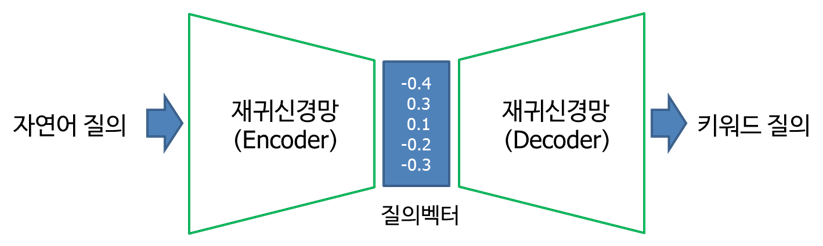 자연어 질의
재귀신경망
(Encoder)
-0.4
0.3
0.1
-0.2
-0.3
질의벡터
재귀신경망
(Decoder)
키워드 질의